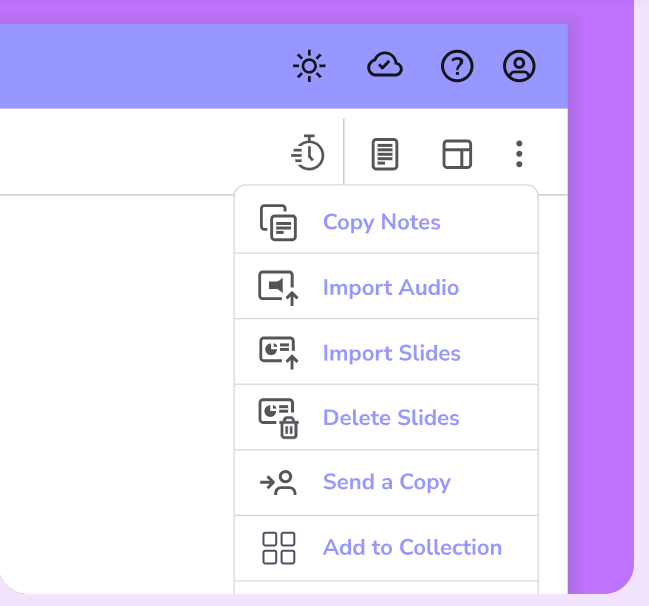 Copy Notes
Import Audio
Import Slides
Delete Slides
Send a Copy
Add to Collection